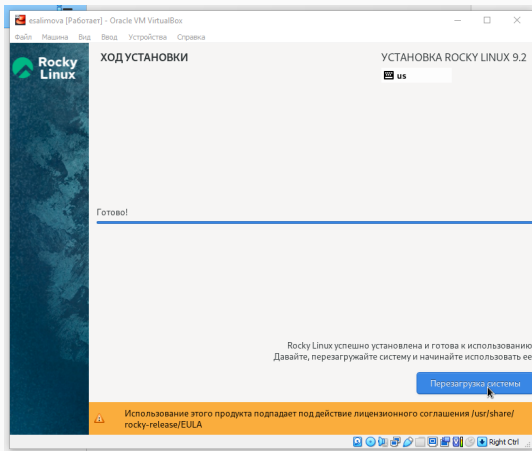 esalimova [Работает] - Oracle VM VirtualBox
Файл Машина Вид Ввод Устройства Справка
Rocky
Linux
ХОД УСТАНОВКИ
УСТАНОВКА ROCKY LINUX 9.2
us
Готово!
Rocky Linux успешно установлена и готова к использованию
Давайте, перезагружайте систему и начинайте использовать ее
Перезагрузка системы
Использование этого продукта подпадает под действие лицензионного соглашения /usr/share/
rocky-release/EULA
Right Ctrl